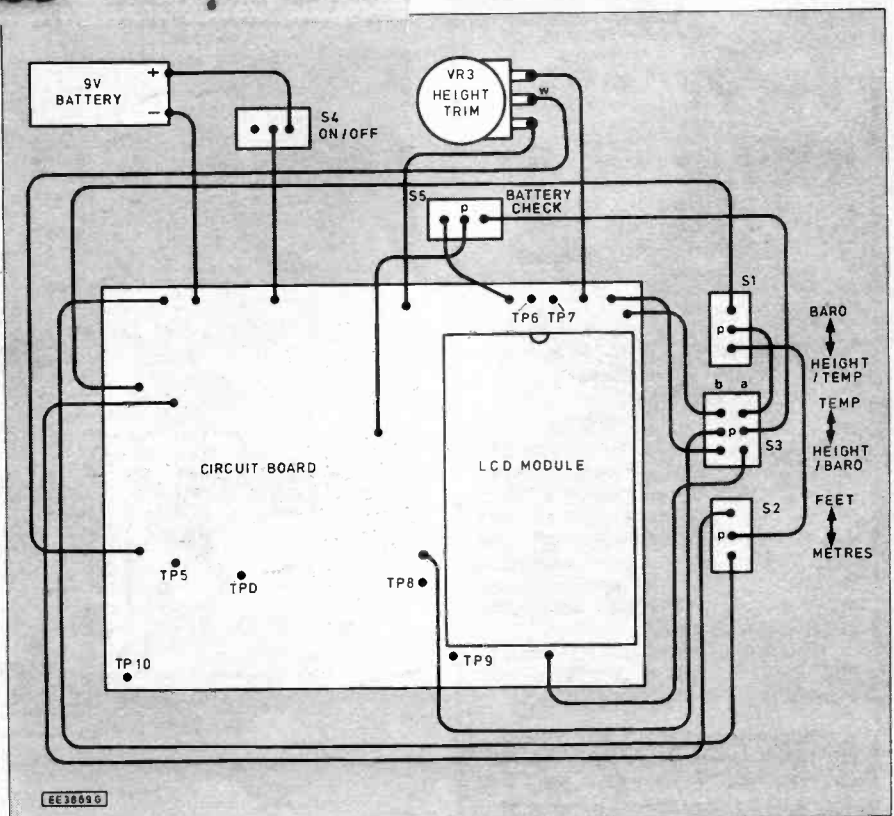 9V
BATTERY
+
−
S4
ON/OFF
VR3
HEIGHT
TRIM
w
S5
p
BATTERY
CHECK
TP6 TP7
S1
p
BARO
HEIGHT
/TEMP
b a
p
S3
TEMP
HEIGHT
/BARO
S2
p
FEET
METRES
CIRCUIT BOARD
LCD MODULE
TP5
TPD
TP8
TP9
TP10
EE3869G